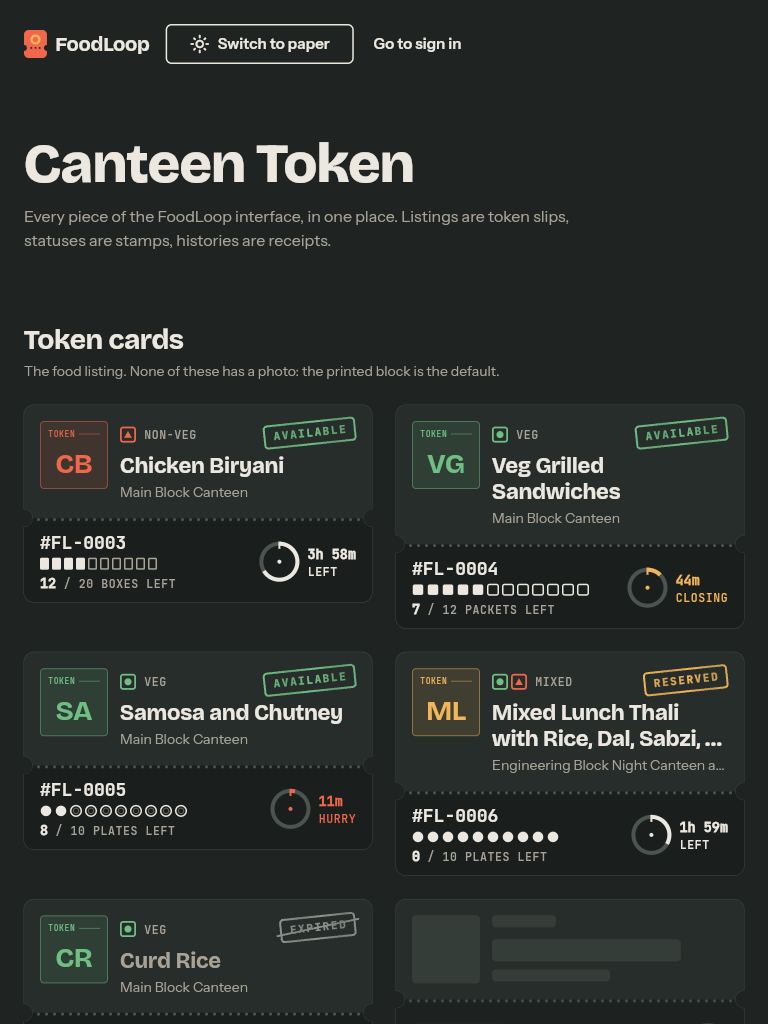 FoodLoop
Switch to paper
Go to sign in
Canteen Token
Every piece of the FoodLoop interface, in one place. Listings are token slips,
statuses are stamps, histories are receipts.
Token cards
The food listing. None of these has a photo: the printed block is the default.
TOKEN
CB
NON-VEG
AVAILABLE
Chicken Biryani
Main Block Canteen
#FL-0003
12 / 20 BOXES LEFT
3h 58m
LEFT
TOKEN
VG
VEG
AVAILABLE
Veg Grilled
Sandwiches
Main Block Canteen
#FL-0004
7 / 12 PACKETS LEFT
44m
CLOSING
TOKEN
SA
VEG
AVAILABLE
Samosa and Chutney
Main Block Canteen
#FL-0005
8 / 10 PLATES LEFT
11m
HURRY
TOKEN
ML
MIXED
RESERVED
Mixed Lunch Thali
with Rice, Dal, Sabzi, ...
Engineering Block Night Canteen a...
#FL-0006
0 / 10 PLATES LEFT
1h 59m
LEFT
TOKEN
CR
VEG
EXPIRED
Curd Rice
Main Block Canteen